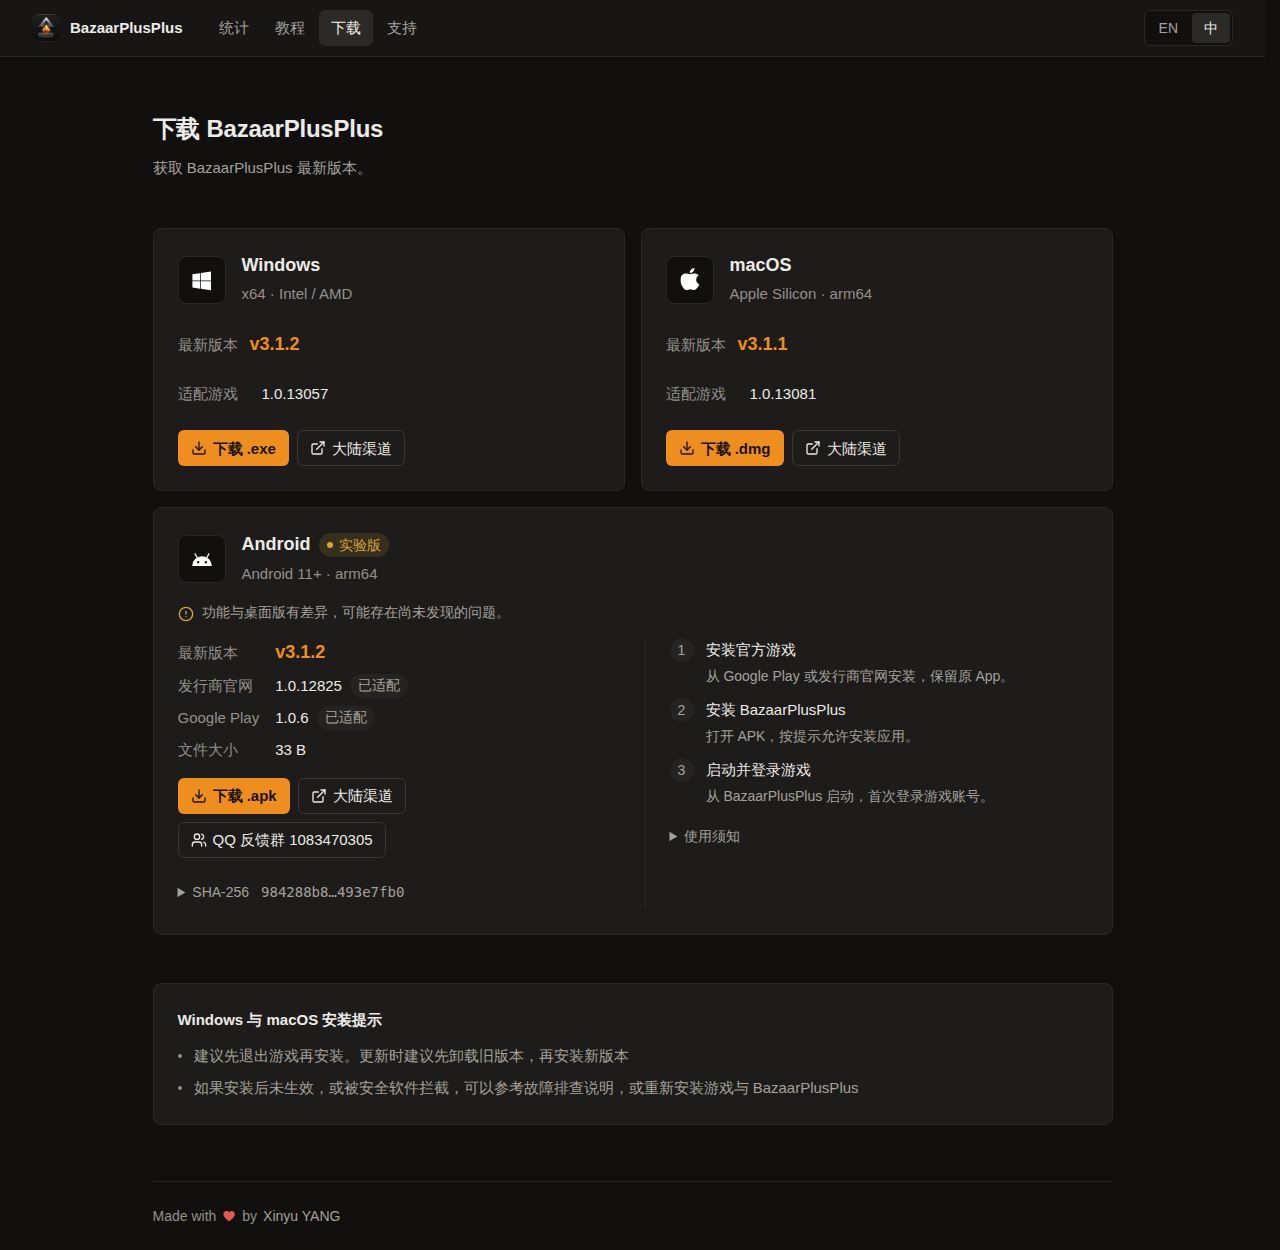 BazaarPlusPlus 统计 教程 下载 支持 EN 中
下载 BazaarPlusPlus
获取 BazaarPlusPlus 最新版本。
Windows
x64 · Intel / AMD
最新版本 v3.1.2
适配游戏 1.0.13057
下载 .exe 大陆渠道
macOS
Apple Silicon · arm64
最新版本 v3.1.1
适配游戏 1.0.13081
下载 .dmg 大陆渠道
Android 实验版
Android 11+ · arm64
功能与桌面版有差异，可能存在尚未发现的问题。
最新版本 v3.1.2
发行商官网 1.0.12825 已适配
Google Play 1.0.6 已适配
文件大小 33 B
下载 .apk 大陆渠道
QQ 反馈群 1083470305
SHA-256 984288b8…493e7fb0
1 安装官方游戏
从 Google Play 或发行商官网安装，保留原 App。
2 安装 BazaarPlusPlus
打开 APK，按提示允许安装应用。
3 启动并登录游戏
从 BazaarPlusPlus 启动，首次登录游戏账号。
使用须知
Windows 与 macOS 安装提示
• 建议先退出游戏再安装。更新时建议先卸载旧版本，再安装新版本
• 如果安装后未生效，或被安全软件拦截，可以参考故障排查说明，或重新安装游戏与 BazaarPlusPlus
Made with ♥ by Xinyu YANG